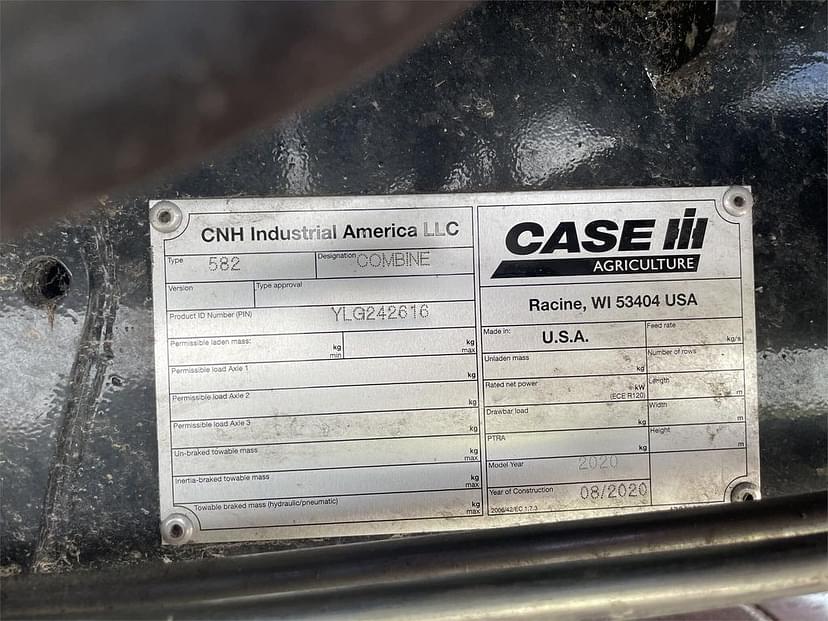 CNH Industrial America LLC
Type 582 Designation COMBINE
Version Type approval
Product ID Number (PIN) YLG242616
Permissible laden mass: kg min kg max
Permissible load Axle 1 kg
Permissible load Axle 2 kg
Permissible load Axle 3 kg
Un-braked towable mass kg max
Inertia-braked towable mass kg max
Towable braked mass (hydraulic/pneumatic) kg max
CASE IH
AGRICULTURE
Racine, WI 53404 USA
Made in: U.S.A. Feed rate kg/s
Unladen mass kg Number of rows
Rated net power kW (ECE R120) Length m
Drawbar load kg Width m
PTRA kg Height m
Model Year 2020
Year of Construction 08/2020
2006/42/EC 1.7.3